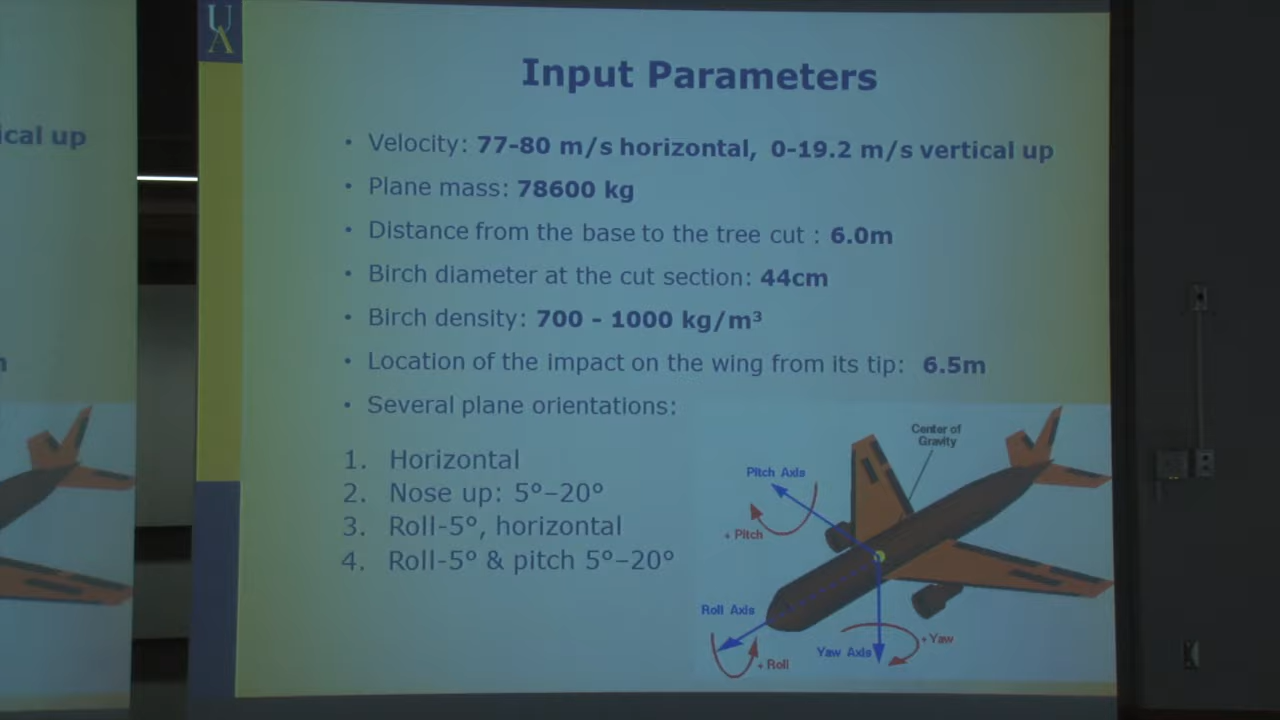 UA
Input Parameters
ical up
• Velocity: 77-80 m/s horizontal, 0-19.2 m/s vertical up
• Plane mass: 78600 kg
• Distance from the base to the tree cut : 6.0m
• Birch diameter at the cut section: 44cm
• Birch density: 700 - 1000 kg/m³
m
• Location of the impact on the wing from its tip: 6.5m
• Several plane orientations:
1. Horizontal
2. Nose up: 5°–20°
3. Roll-5°, horizontal
4. Roll-5° & pitch 5°–20°
Center of
Gravity
Pitch Axis
+ Pitch
Roll Axis
+ Roll
Yaw Axis
+ Yaw